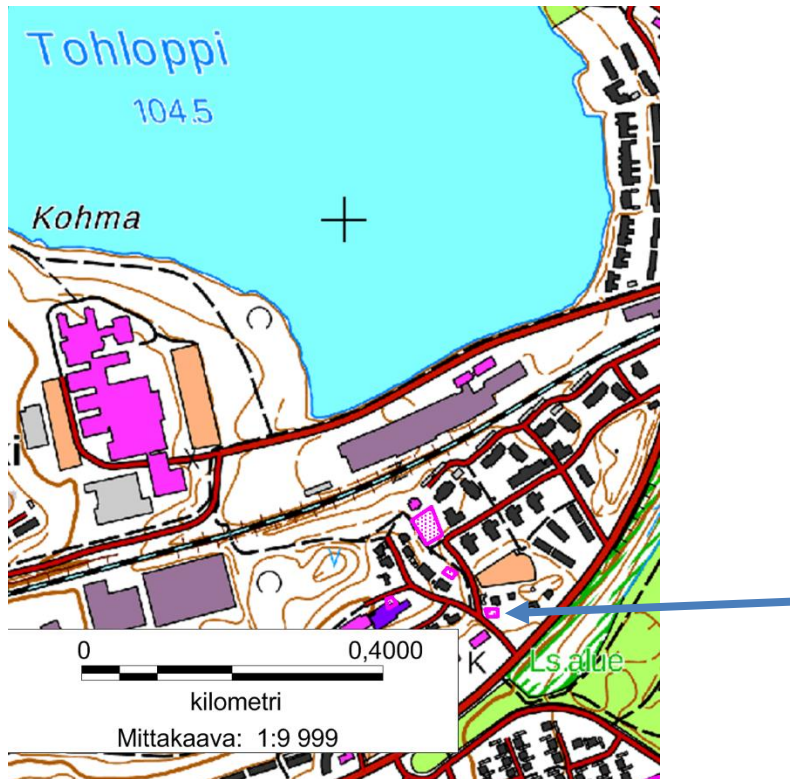 Tohloppi
104.5
Kohma
i
K
Ls.alue
0 0,4000
kilometri
Mittakaava: 1:9 999